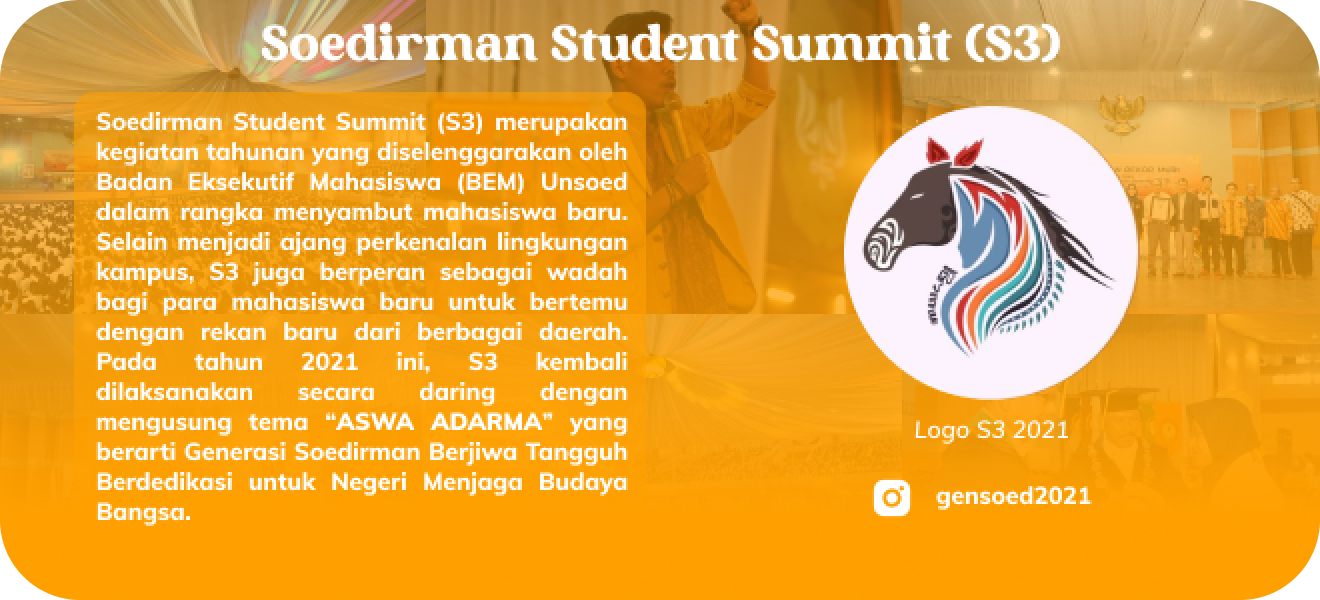 Soedirman Student Summit (S3)
Soedirman Student Summit (S3) merupakan
kegiatan tahunan yang diselenggarakan oleh
Badan Eksekutif Mahasiswa (BEM) Unsoed
dalam rangka menyambut mahasiswa baru.
Selain menjadi ajang perkenalan lingkungan
kampus, S3 juga berperan sebagai wadah
bagi para mahasiswa baru untuk bertemu
dengan rekan baru dari berbagai daerah.
Pada tahun 2021 ini, S3 kembali
dilaksanakan secara daring dengan
mengusung tema “ASWA ADARMA” yang
berarti Generasi Soedirman Berjiwa Tangguh
Berdedikasi untuk Negeri Menjaga Budaya
Bangsa.
Logo S3 2021
gensoed2021